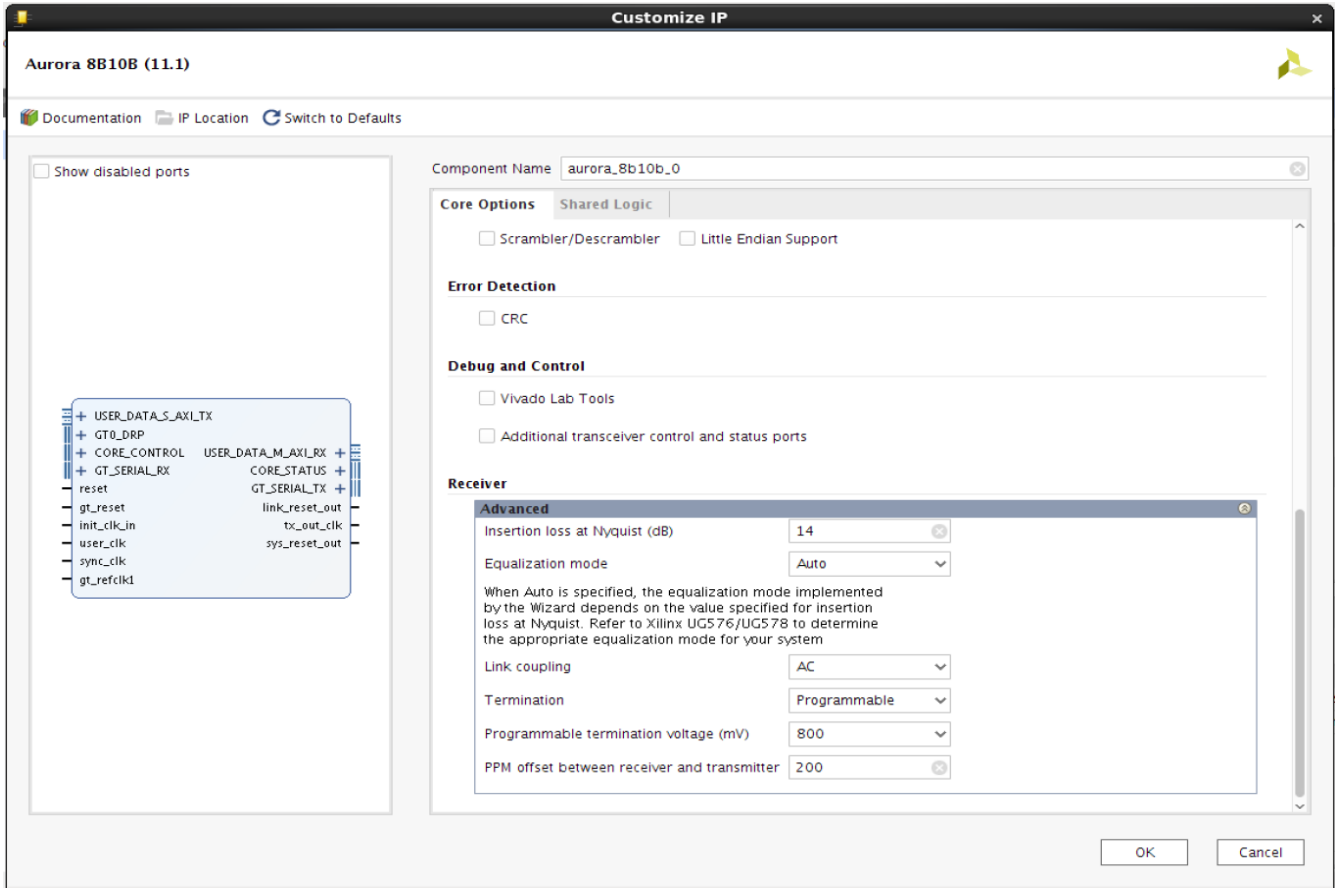 Customize IP
Aurora 8B10B (11.1)
Documentation IP Location Switch to Defaults
Show disabled ports
USER_DATA_S_AXI_TX
GT0_DRP
CORE_CONTROL USER_DATA_M_AXI_RX
GT_SERIAL_RX CORE_STATUS
reset GT_SERIAL_TX
gt_reset link_reset_out
init_clk_in tx_out_clk
user_clk sys_reset_out
sync_clk
gt_refclk1
Component Name aurora_8b10b_0
Core Options Shared Logic
Scrambler/Descrambler Little Endian Support
Error Detection
CRC
Debug and Control
Vivado Lab Tools
Additional transceiver control and status ports
Receiver
Advanced
Insertion loss at Nyquist (dB) 14
Equalization mode Auto
When Auto is specified, the equalization mode implemented
by the Wizard depends on the value specified for insertion
loss at Nyquist. Refer to Xilinx UG576/UG578 to determine
the appropriate equalization mode for your system
Link coupling AC
Termination Programmable
Programmable termination voltage (mV) 800
PPM offset between receiver and transmitter 200
OK Cancel